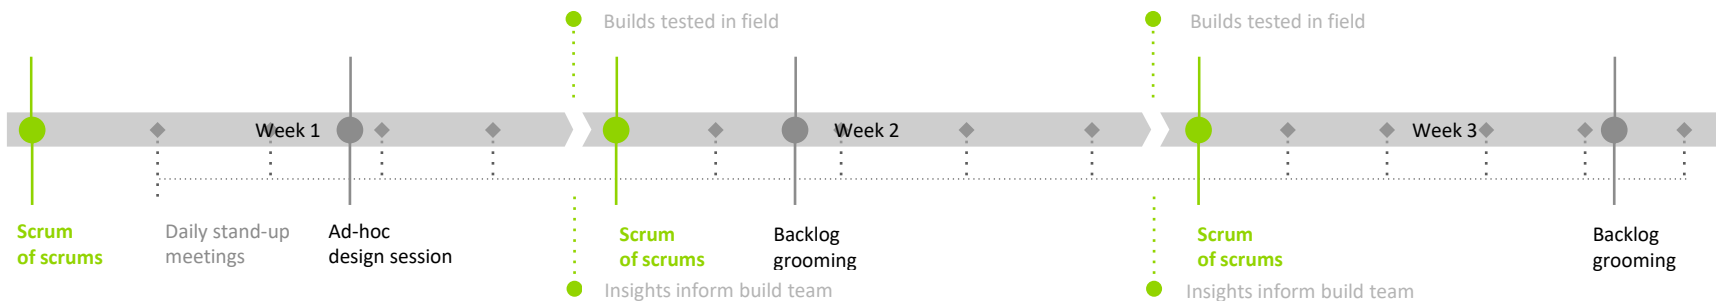 Builds tested in field
Builds tested in field
Week 1
Week 2
Week 3
Scrum
of scrums
Daily stand-up
meetings
Ad-hoc
design session
Scrum
of scrums
Backlog
grooming
Scrum
of scrums
Backlog
grooming
Insights inform build team
Insights inform build team